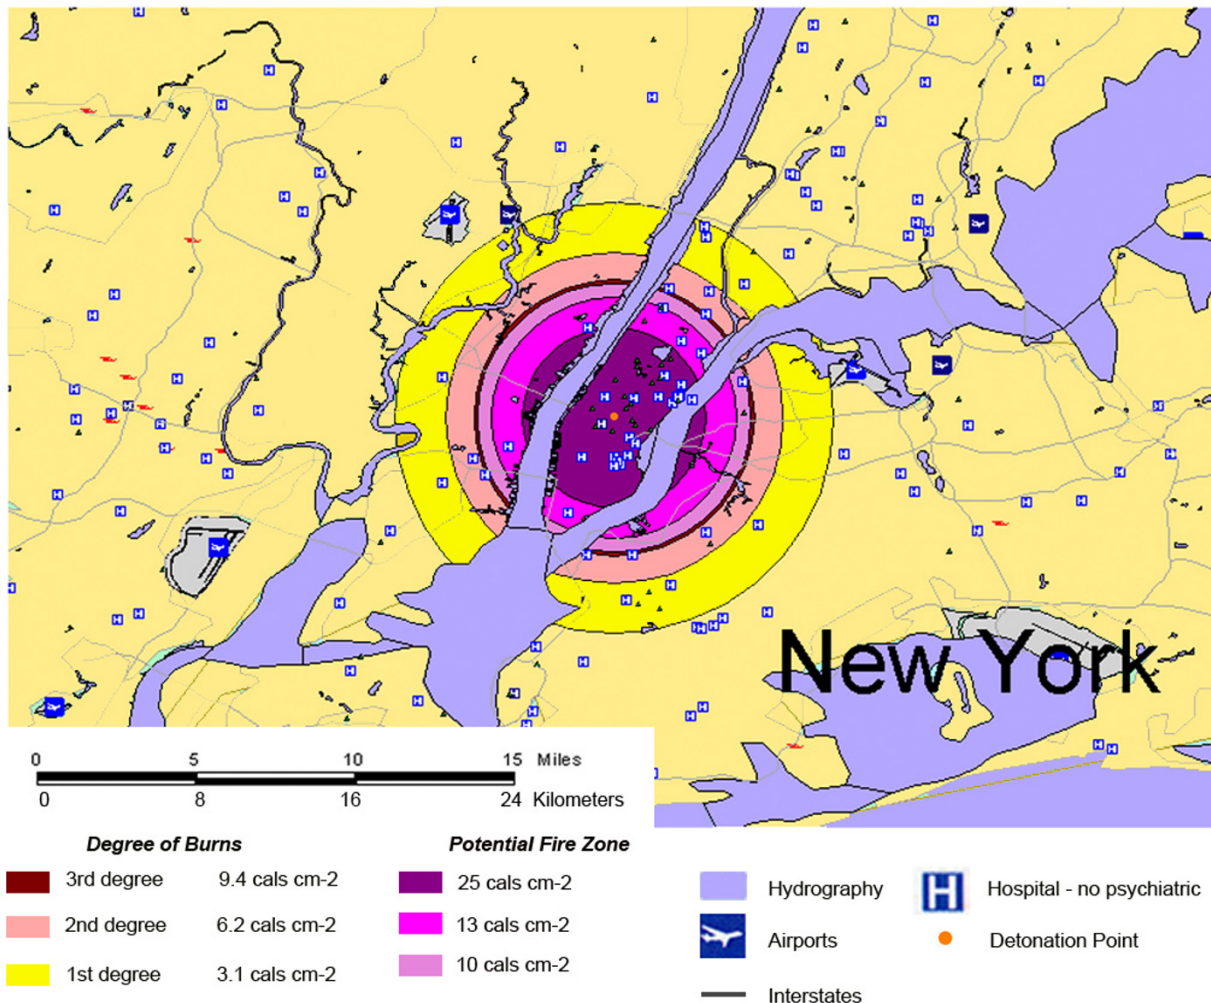 New York
0 5 10 15 Miles
0 8 16 24 Kilometers
Degree of Burns
3rd degree 9.4 cals cm-2
2nd degree 6.2 cals cm-2
1st degree 3.1 cals cm-2
Potential Fire Zone
25 cals cm-2
13 cals cm-2
10 cals cm-2
Hydrography
Airports
Interstates
H Hospital - no psychiatric
Detonation Point